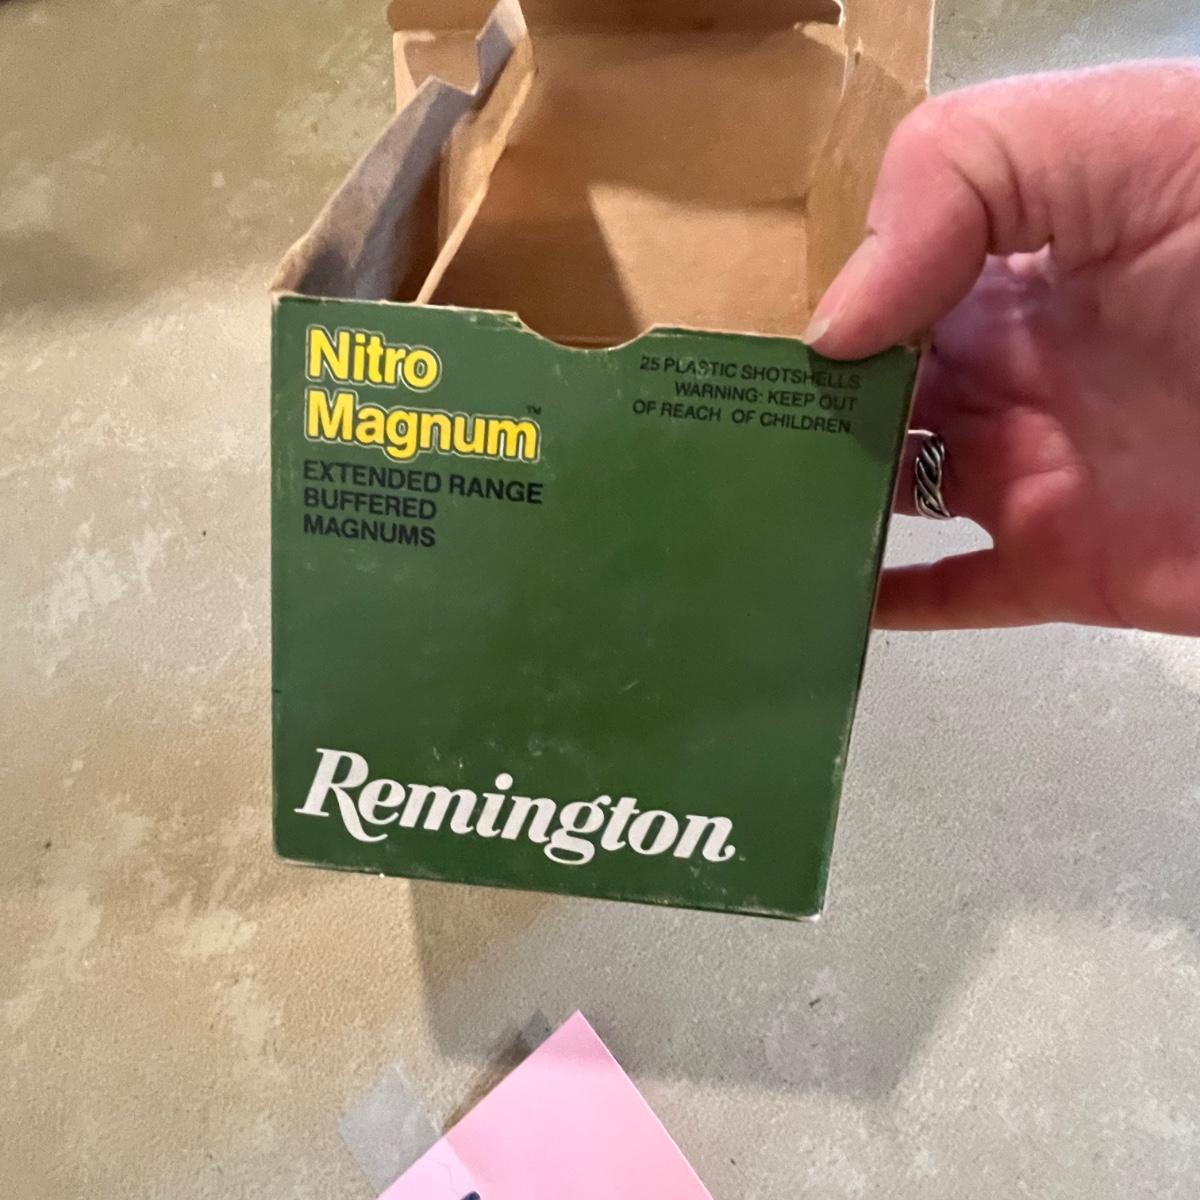 Nitro
Magnum™
EXTENDED RANGE
BUFFERED
MAGNUMS
25 PLASTIC SHOTSHELLS
WARNING: KEEP OUT
OF REACH OF CHILDREN
Remington